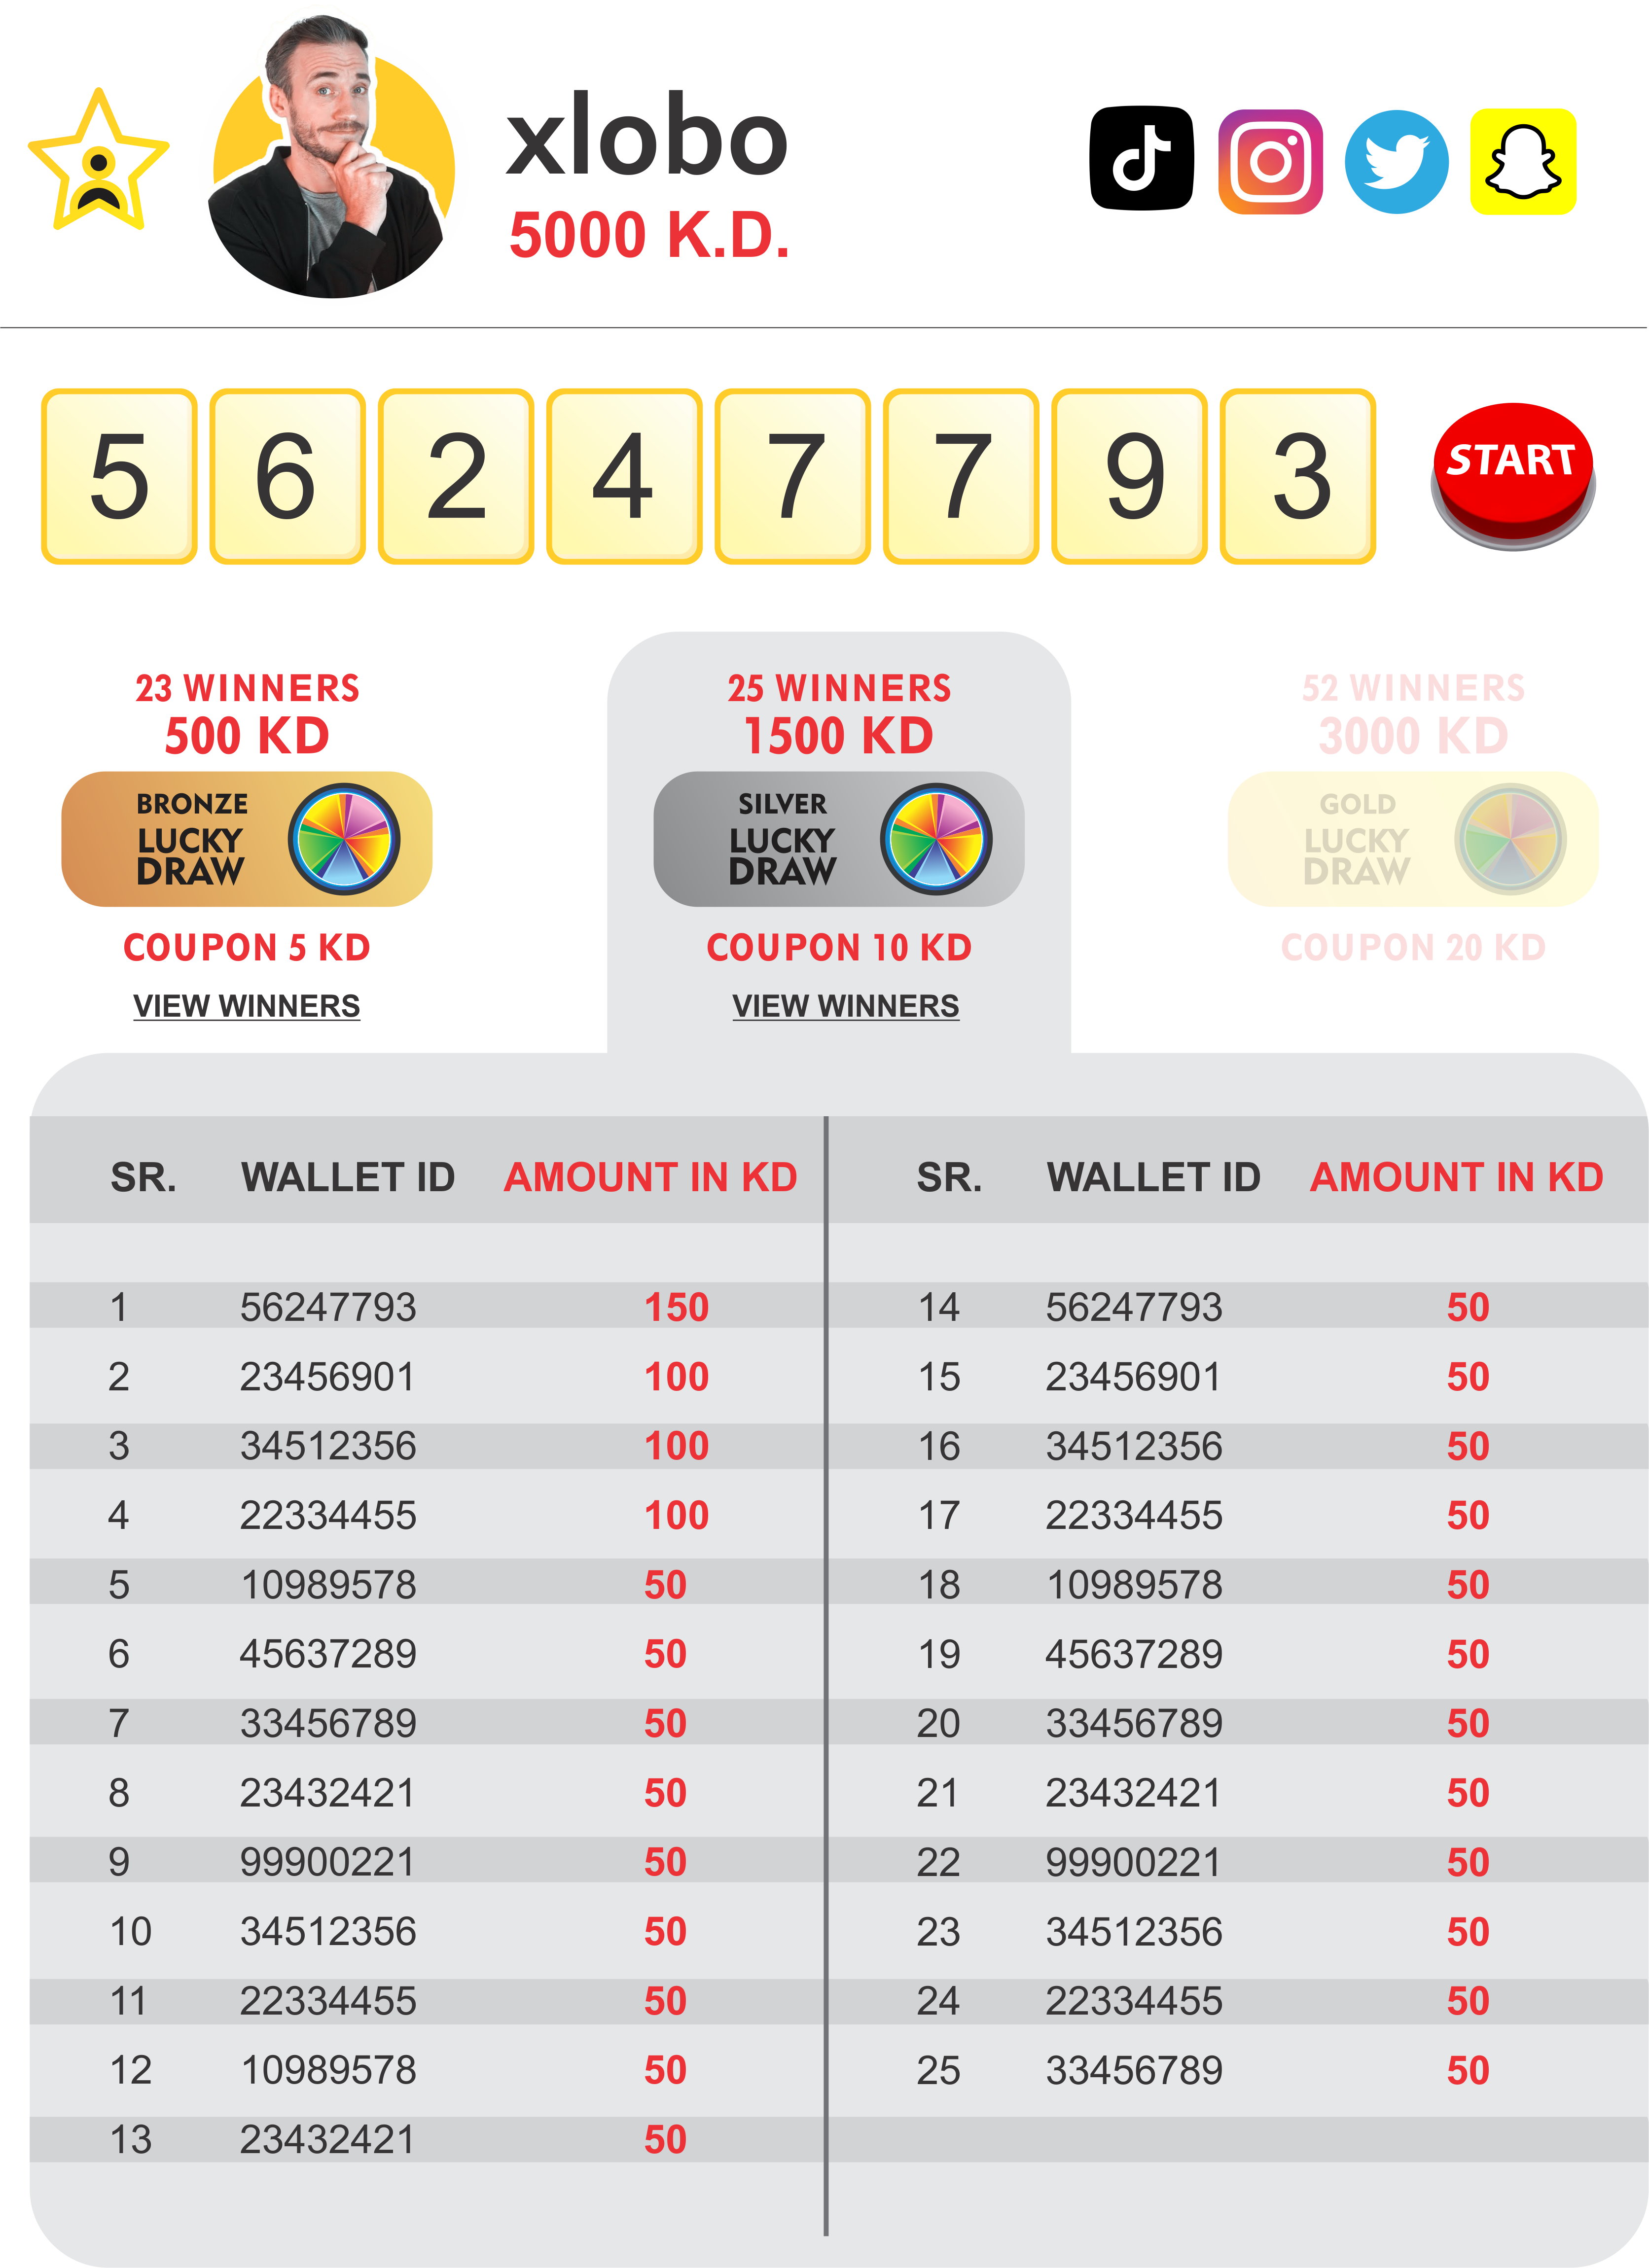 xlobo
5000 K.D.
5 6 2 4 7 7 9 3
START
23 WINNERS
500 KD
BRONZE
LUCKY
DRAW
COUPON 5 KD
VIEW WINNERS
25 WINNERS
1500 KD
SILVER
LUCKY
DRAW
COUPON 10 KD
VIEW WINNERS
52 WINNERS
3000 KD
GOLD
LUCKY
DRAW
COUPON 20 KD
SR. WALLET ID AMOUNT IN KD
1 56247793 150
2 23456901 100
3 34512356 100
4 22334455 100
5 10989578 50
6 45637289 50
7 33456789 50
8 23432421 50
9 99900221 50
10 34512356 50
11 22334455 50
12 10989578 50
13 23432421 50
SR. WALLET ID AMOUNT IN KD
14 56247793 50
15 23456901 50
16 34512356 50
17 22334455 50
18 10989578 50
19 45637289 50
20 33456789 50
21 23432421 50
22 99900221 50
23 34512356 50
24 22334455 50
25 33456789 50